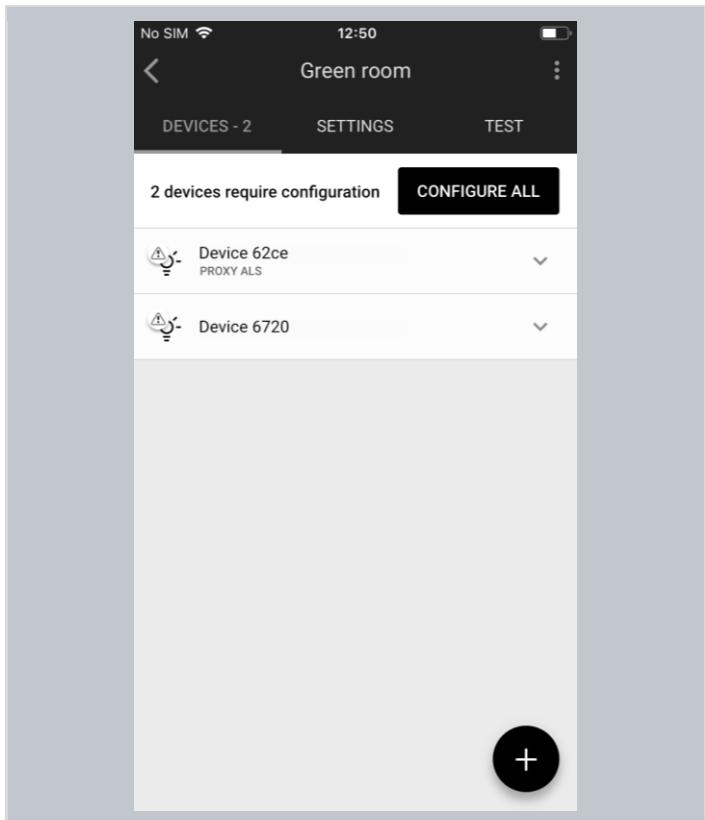 No SIM 12:50
Green room
DEVICES - 2 SETTINGS TEST
2 devices require configuration CONFIGURE ALL
Device 62ce
PROXY ALS
Device 6720